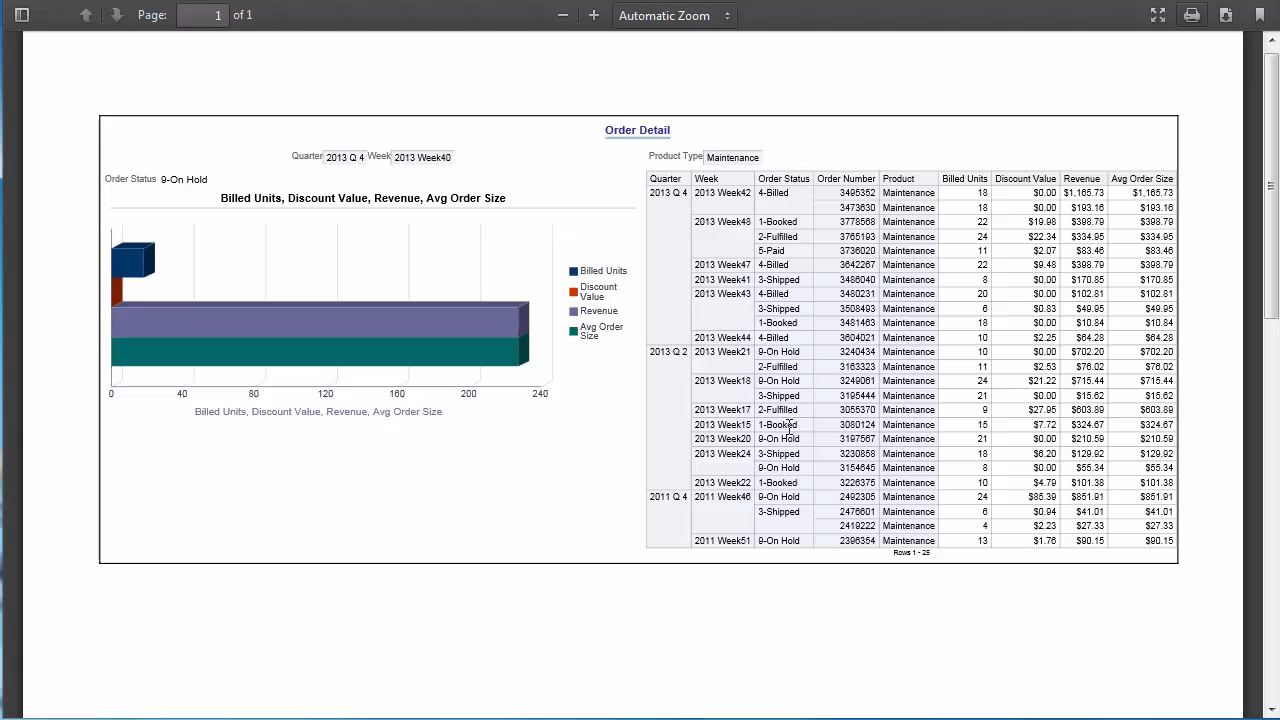 Page: 1 of 1 Automatic Zoom
Order Detail
Quarter 2013 Q 4 Week 2013 Week40
Product Type Maintenance
Order Status 9-On Hold
Billed Units, Discount Value, Revenue, Avg Order Size
Billed Units
Discount
Value
Revenue
Avg Order
Size
0 40 80 120 160 200 240
Billed Units, Discount Value, Revenue, Avg Order Size
Quarter Week Order Status Order Number Product Billed Units Discount Value Revenue Avg Order Size
2013 Q 4 2013 Week42 4-Billed 3495352 Maintenance 18 $0.00 $1,165.73 $1,165.73
3473630 Maintenance 18 $0.00 $193.16 $193.16
2013 Week48 1-Booked 3778568 Maintenance 22 $19.98 $398.79 $398.79
2-Fulfilled 3765193 Maintenance 24 $22.34 $334.95 $334.95
5-Paid 3736020 Maintenance 11 $2.07 $83.46 $83.46
2013 Week47 4-Billed 3642267 Maintenance 22 $9.48 $398.79 $398.79
2013 Week41 3-Shipped 3486040 Maintenance 8 $0.00 $170.85 $170.85
2013 Week43 4-Billed 3480231 Maintenance 20 $0.00 $102.81 $102.81
3-Shipped 3508493 Maintenance 6 $0.83 $49.95 $49.95
1-Booked 3481463 Maintenance 18 $0.00 $10.84 $10.84
2013 Week44 4-Billed 3604021 Maintenance 10 $2.25 $64.28 $64.28
2013 Q 2 2013 Week21 9-On Hold 3240434 Maintenance 10 $0.00 $702.20 $702.20
2-Fulfilled 3163323 Maintenance 11 $2.53 $76.02 $76.02
2013 Week18 9-On Hold 3249061 Maintenance 24 $21.22 $715.44 $715.44
3-Shipped 3195444 Maintenance 21 $0.00 $15.62 $15.62
2013 Week17 2-Fulfilled 3055370 Maintenance 9 $27.95 $603.89 $603.89
2013 Week15 1-Booked 3080124 Maintenance 15 $7.72 $324.67 $324.67
2013 Week20 9-On Hold 3197567 Maintenance 21 $0.00 $210.59 $210.59
2013 Week24 3-Shipped 3230858 Maintenance 18 $6.20 $129.92 $129.92
9-On Hold 3154645 Maintenance 8 $0.00 $55.34 $55.34
2013 Week22 1-Booked 3226375 Maintenance 10 $4.79 $101.38 $101.38
2011 Q 4 2011 Week46 9-On Hold 2492305 Maintenance 24 $85.39 $851.91 $851.91
3-Shipped 2476601 Maintenance 6 $0.94 $41.01 $41.01
2419222 Maintenance 4 $2.23 $27.33 $27.33
2011 Week51 9-On Hold 2396354 Maintenance 13 $1.76 $90.15 $90.15
Rows 1 - 25